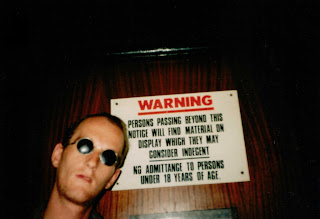 WARNING
PERSONS PASSING BEYOND THIS
NOTICE WILL FIND MATERIAL ON
DISPLAY WHICH THEY MAY
CONSIDER INDECENT
NO ADMITTANCE TO PERSONS
UNDER 18 YEARS OF AGE.